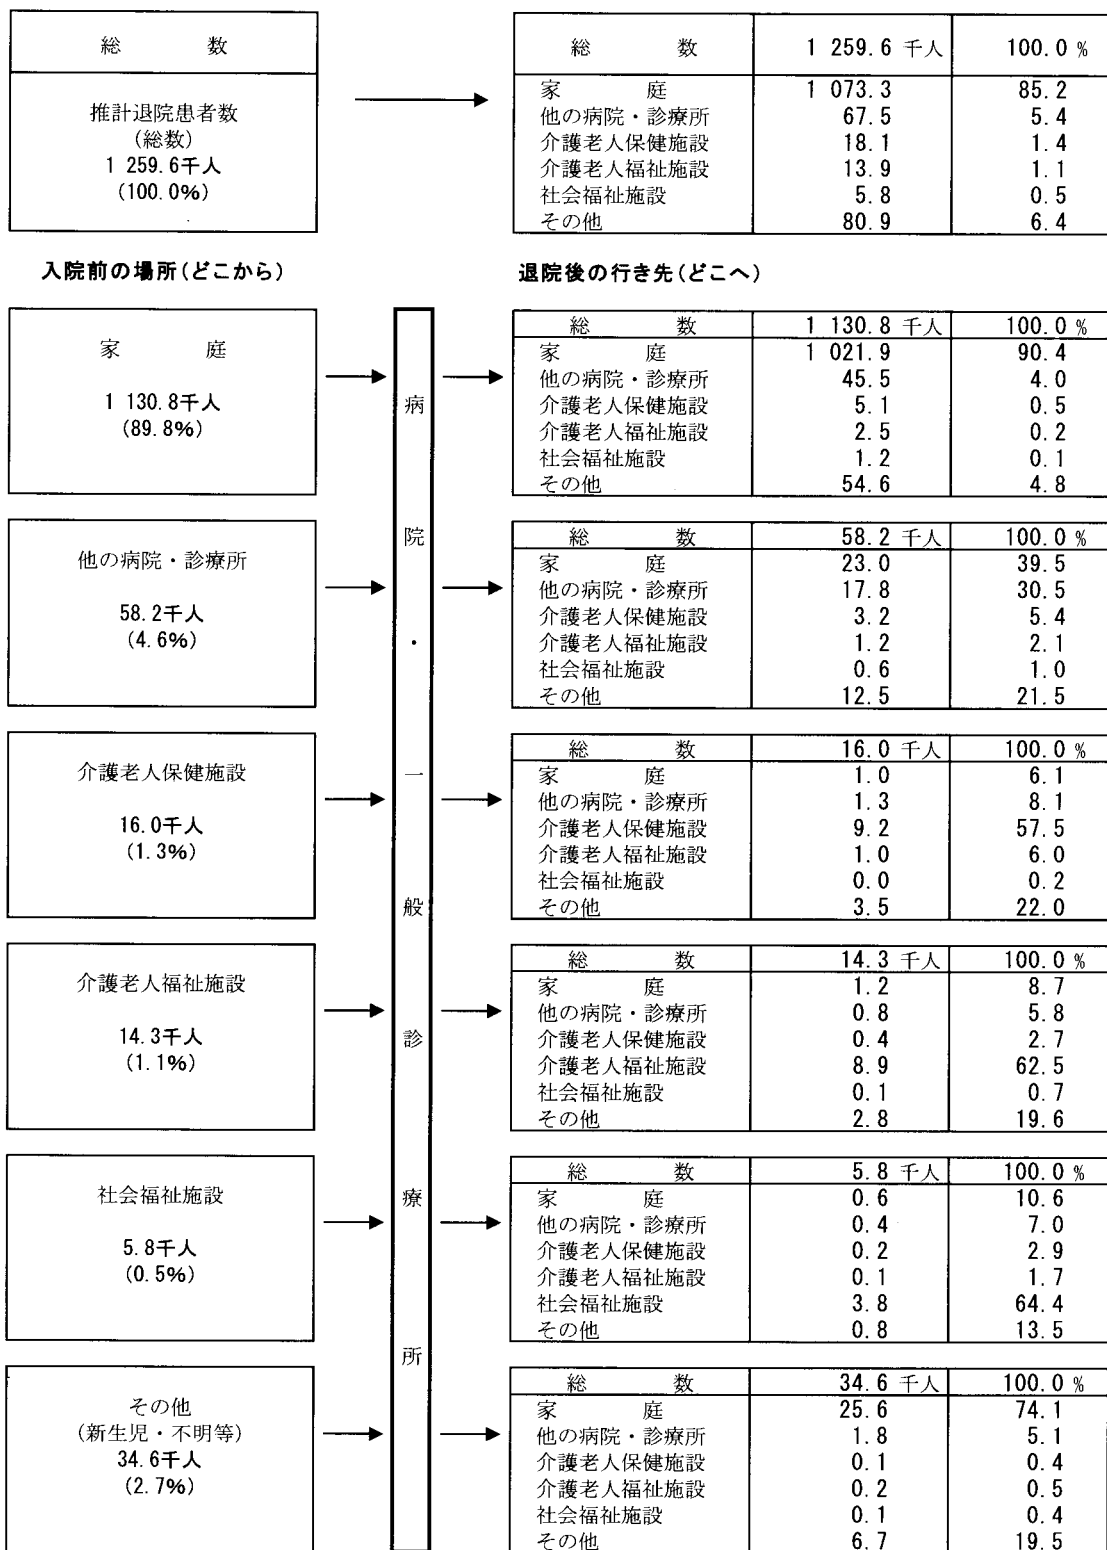 総 数
推計退院患者数
(総数)
1 259.6千人
(100.0%)
総 数 1 259.6 千人 100.0 %
家 庭 1 073.3 85.2
他の病院・診療所 67.5 5.4
介護老人保健施設 18.1 1.4
介護老人福祉施設 13.9 1.1
社会福祉施設 5.8 0.5
その他 80.9 6.4
入院前の場所(どこから)
退院後の行き先(どこへ)
病院・一般診療所
家 庭
1 130.8千人
(89.8%)
総 数 1 130.8 千人 100.0 %
家 庭 1 021.9 90.4
他の病院・診療所 45.5 4.0
介護老人保健施設 5.1 0.5
介護老人福祉施設 2.5 0.2
社会福祉施設 1.2 0.1
その他 54.6 4.8
他の病院・診療所
58.2千人
(4.6%)
総 数 58.2 千人 100.0 %
家 庭 23.0 39.5
他の病院・診療所 17.8 30.5
介護老人保健施設 3.2 5.4
介護老人福祉施設 1.2 2.1
社会福祉施設 0.6 1.0
その他 12.5 21.5
介護老人保健施設
16.0千人
(1.3%)
総 数 16.0 千人 100.0 %
家 庭 1.0 6.1
他の病院・診療所 1.3 8.1
介護老人保健施設 9.2 57.5
介護老人福祉施設 1.0 6.0
社会福祉施設 0.0 0.2
その他 3.5 22.0
介護老人福祉施設
14.3千人
(1.1%)
総 数 14.3 千人 100.0 %
家 庭 1.2 8.7
他の病院・診療所 0.8 5.8
介護老人保健施設 0.4 2.7
介護老人福祉施設 8.9 62.5
社会福祉施設 0.1 0.7
その他 2.8 19.6
社会福祉施設
5.8千人
(0.5%)
総 数 5.8 千人 100.0 %
家 庭 0.6 10.6
他の病院・診療所 0.4 7.0
介護老人保健施設 0.2 2.9
介護老人福祉施設 0.1 1.7
社会福祉施設 3.8 64.4
その他 0.8 13.5
その他
(新生児・不明等)
34.6千人
(2.7%)
総 数 34.6 千人 100.0 %
家 庭 25.6 74.1
他の病院・診療所 1.8 5.1
介護老人保健施設 0.1 0.4
介護老人福祉施設 0.2 0.5
社会福祉施設 0.1 0.4
その他 6.7 19.5